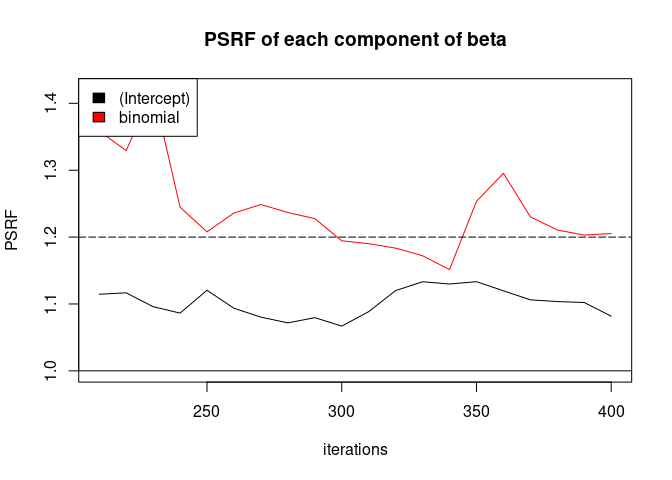 PSRF of each component of beta
(Intercept)
binomial
PSRF
1.4
1.3
1.2
1.1
1.0
250 300 350 400
iterations